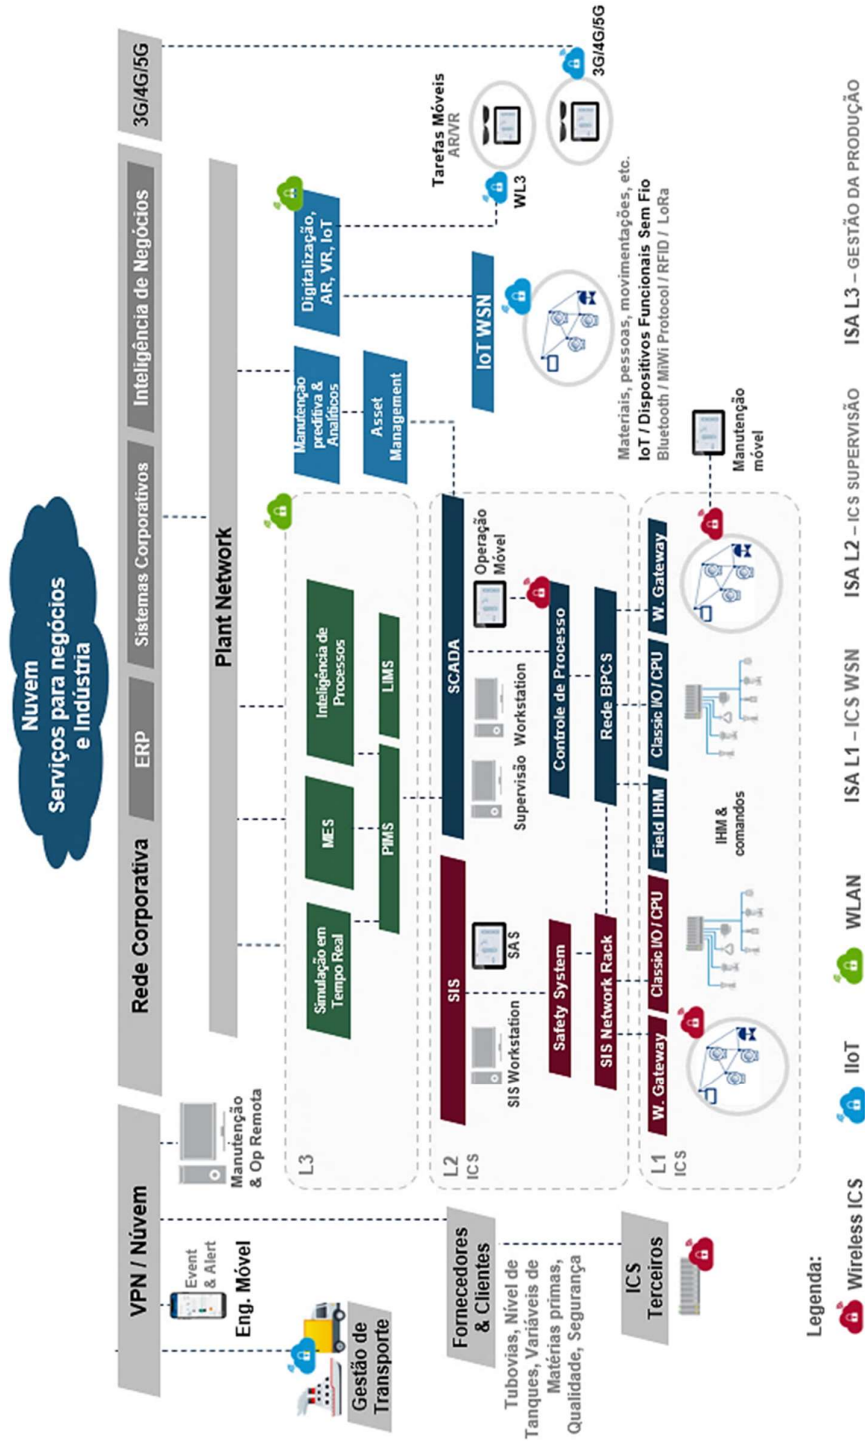 Nuvem
Serviços para negócios
e Indústria
VPN / Núvem
Rede Corporativa
ERP
Sistemas Corporativos
Inteligência de Negócios
3G/4G/5G
Event
& Alert
Eng. Móvel
Manutenção
& Op Remota
Plant Network
Gestão de
Transporte
L3
Simulação em
Tempo Real
MES
Inteligência de
Processos
PIMS
LIMS
Manutenção
preditiva &
Analíticos
Asset
Management
Digitalização,
AR, VR, IoT
Tarefas Móveis
AR/VR
WL3
3G/4G/5G
Fornecedores
& Clientes
Tubovias, Nível de
Tanques, Variáveis de
Matérias primas,
Qualidade, Segurança
L2
ICS
SIS
SCADA
SIS Workstation
SAS
Supervisão
Workstation
Operação
Móvel
Safety System
Controle de Processo
SIS Network Rack
Rede BPCS
IoT WSN
Materiais, pessoas, movimentações, etc.
IoT / Dispositivos Funcionais Sem Fio
Bluetooth / MiWi Protocol / RFID / LoRa
ICS
Terceiros
L1
ICS
W. Gateway
Classic I/O / CPU
Field IHM
Classic I/O / CPU
W. Gateway
IHM &
comandos
Manutenção
móvel
Legenda:
Wireless ICS
IIoT
WLAN
ISA L1 – ICS WSN
ISA L2 – ICS SUPERVISÃO
ISA L3 – GESTÃO DA PRODUÇÃO